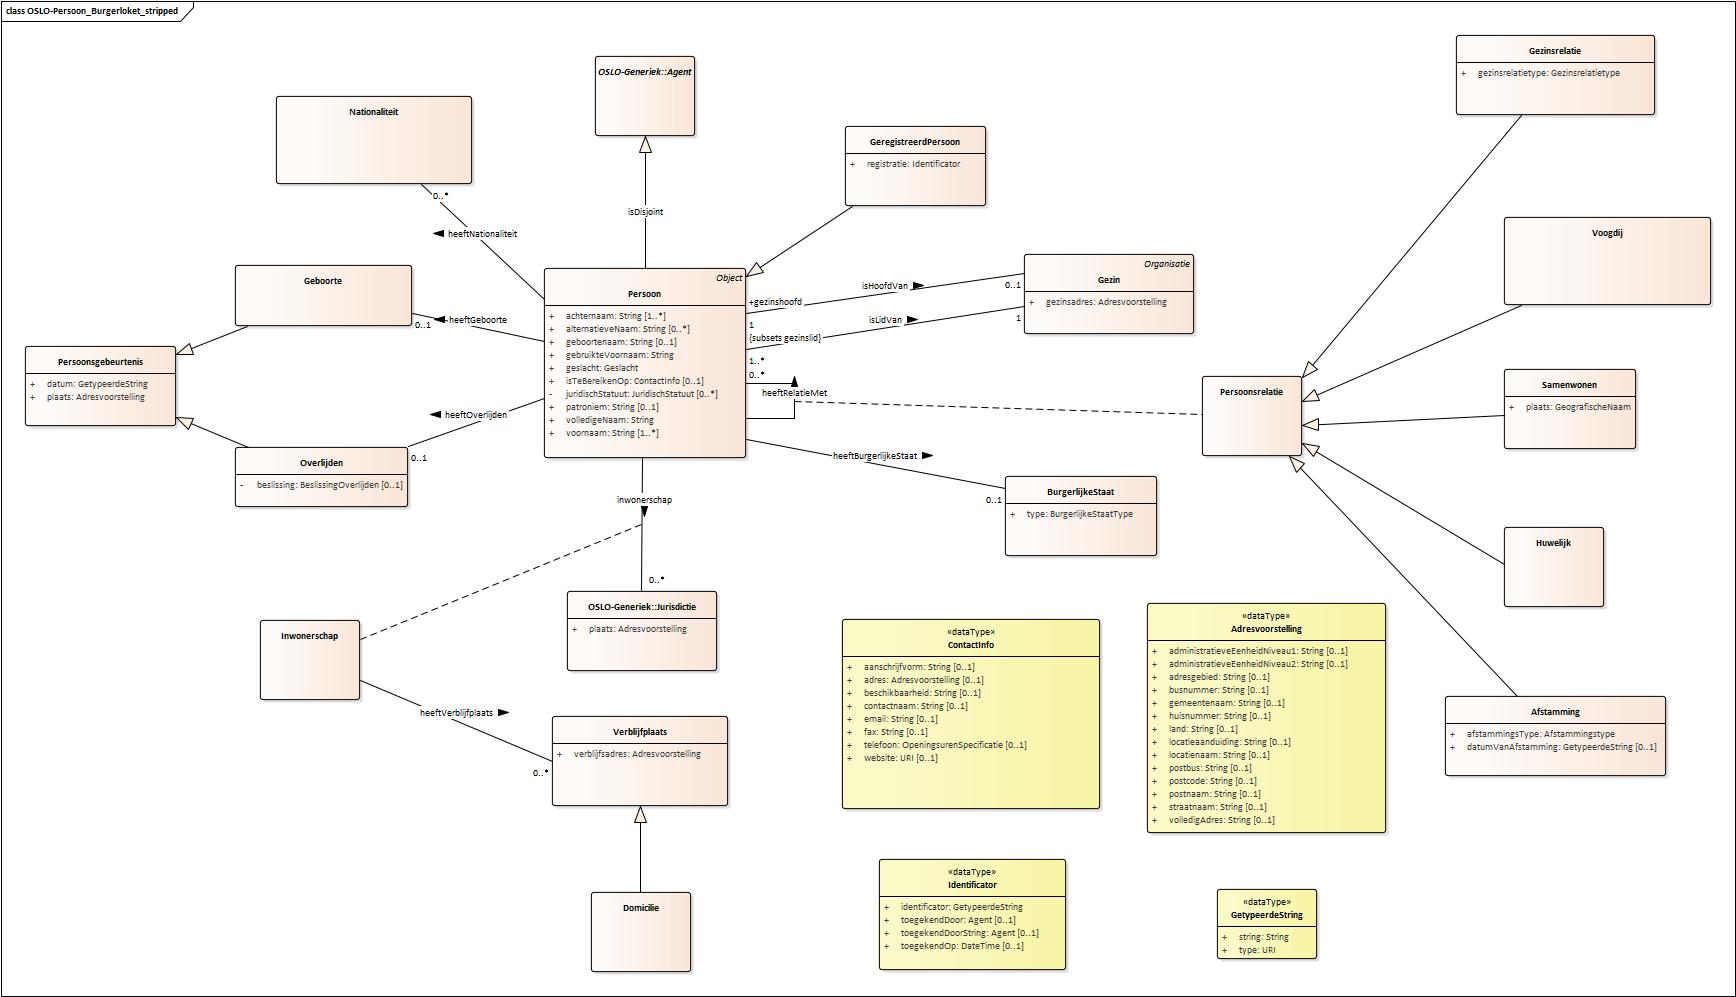 class OSLO-Persoon_Burgerloket_stripped
OSLO-Generiek::Agent
isDisjoint
Nationaliteit
0..*
heeftNationaliteit
GeregistreerdPersoon
+ registratie: Identificator
Gezinsrelatie
+ gezinsrelatietype: Gezinsrelatietype
Voogdij
Geboorte
0..1
heeftGeboorte
Persoonsgebeurtenis
+ datum: GetypeerdeString
+ plaats: Adresvoorstelling
Overlijden
- beslissing: BeslissingOverlijden [0..1]
heeftOverlijden
0..1
Object
Persoon
+ achternaam: String [1..*]
+ alternatieveNaam: String [0..*]
+ geboortenaam: String [0..1]
+ gebruikteVoornaam: String
+ geslacht: Geslacht
+ isTeBereikenOp: ContactInfo [0..1]
- juridischStatuut: JuridischStatuut [0..*]
+ patroniem: String [0..1]
+ volledigeNaam: String
+ voornaam: String [1..*]
isHoofdVan
0..1
+gezinshoofd
1
isLidVan
1
{subsets gezinslid}
1..*
0..*
heeftRelatieMet
Organisatie
Gezin
+ gezinsadres: Adresvoorstelling
Persoonsrelatie
Samenwonen
+ plaats: GeografischeNaam
heeftBurgerlijkeStaat
0..1
BurgerlijkeStaat
+ type: BurgerlijkeStaatType
Huwelijk
inwonerschap
0..*
OSLO-Generiek::Jurisdictie
+ plaats: Adresvoorstelling
Inwonerschap
heeftVerblijfplaats
0..*
Verblijfplaats
+ verblijfsadres: Adresvoorstelling
Domicilie
«dataType»
ContactInfo
+ aanschrijfvorm: String [0..1]
+ adres: Adresvoorstelling [0..1]
+ beschikbaarheid: String [0..1]
+ contactnaam: String [0..1]
+ email: String [0..1]
+ fax: String [0..1]
+ telefoon: OpeningsurenSpecificatie [0..1]
+ website: URI [0..1]
«dataType»
Adresvoorstelling
+ administratieveEenheidNiveau1: String [0..1]
+ administratieveEenheidNiveau2: String [0..1]
+ adresgebied: String [0..1]
+ busnummer: String [0..1]
+ gemeentenaam: String [0..1]
+ huisnummer: String [0..1]
+ land: String [0..1]
+ locatieaanduiding: String [0..1]
+ locatienaam: String [0..1]
+ postbus: String [0..1]
+ postcode: String [0..1]
+ postnaam: String [0..1]
+ straatnaam: String [0..1]
+ volledigAdres: String [0..1]
Afstamming
+ afstammingsType: Afstammingstype
+ datumVanAfstamming: GetypeerdeString [0..1]
«dataType»
Identificator
+ identificator: GetypeerdeString
+ toegekendDoor: Agent [0..1]
+ toegekendDoorString: Agent [0..1]
+ toegekendOp: DateTime [0..1]
«dataType»
GetypeerdeString
+ string: String
+ type: URI